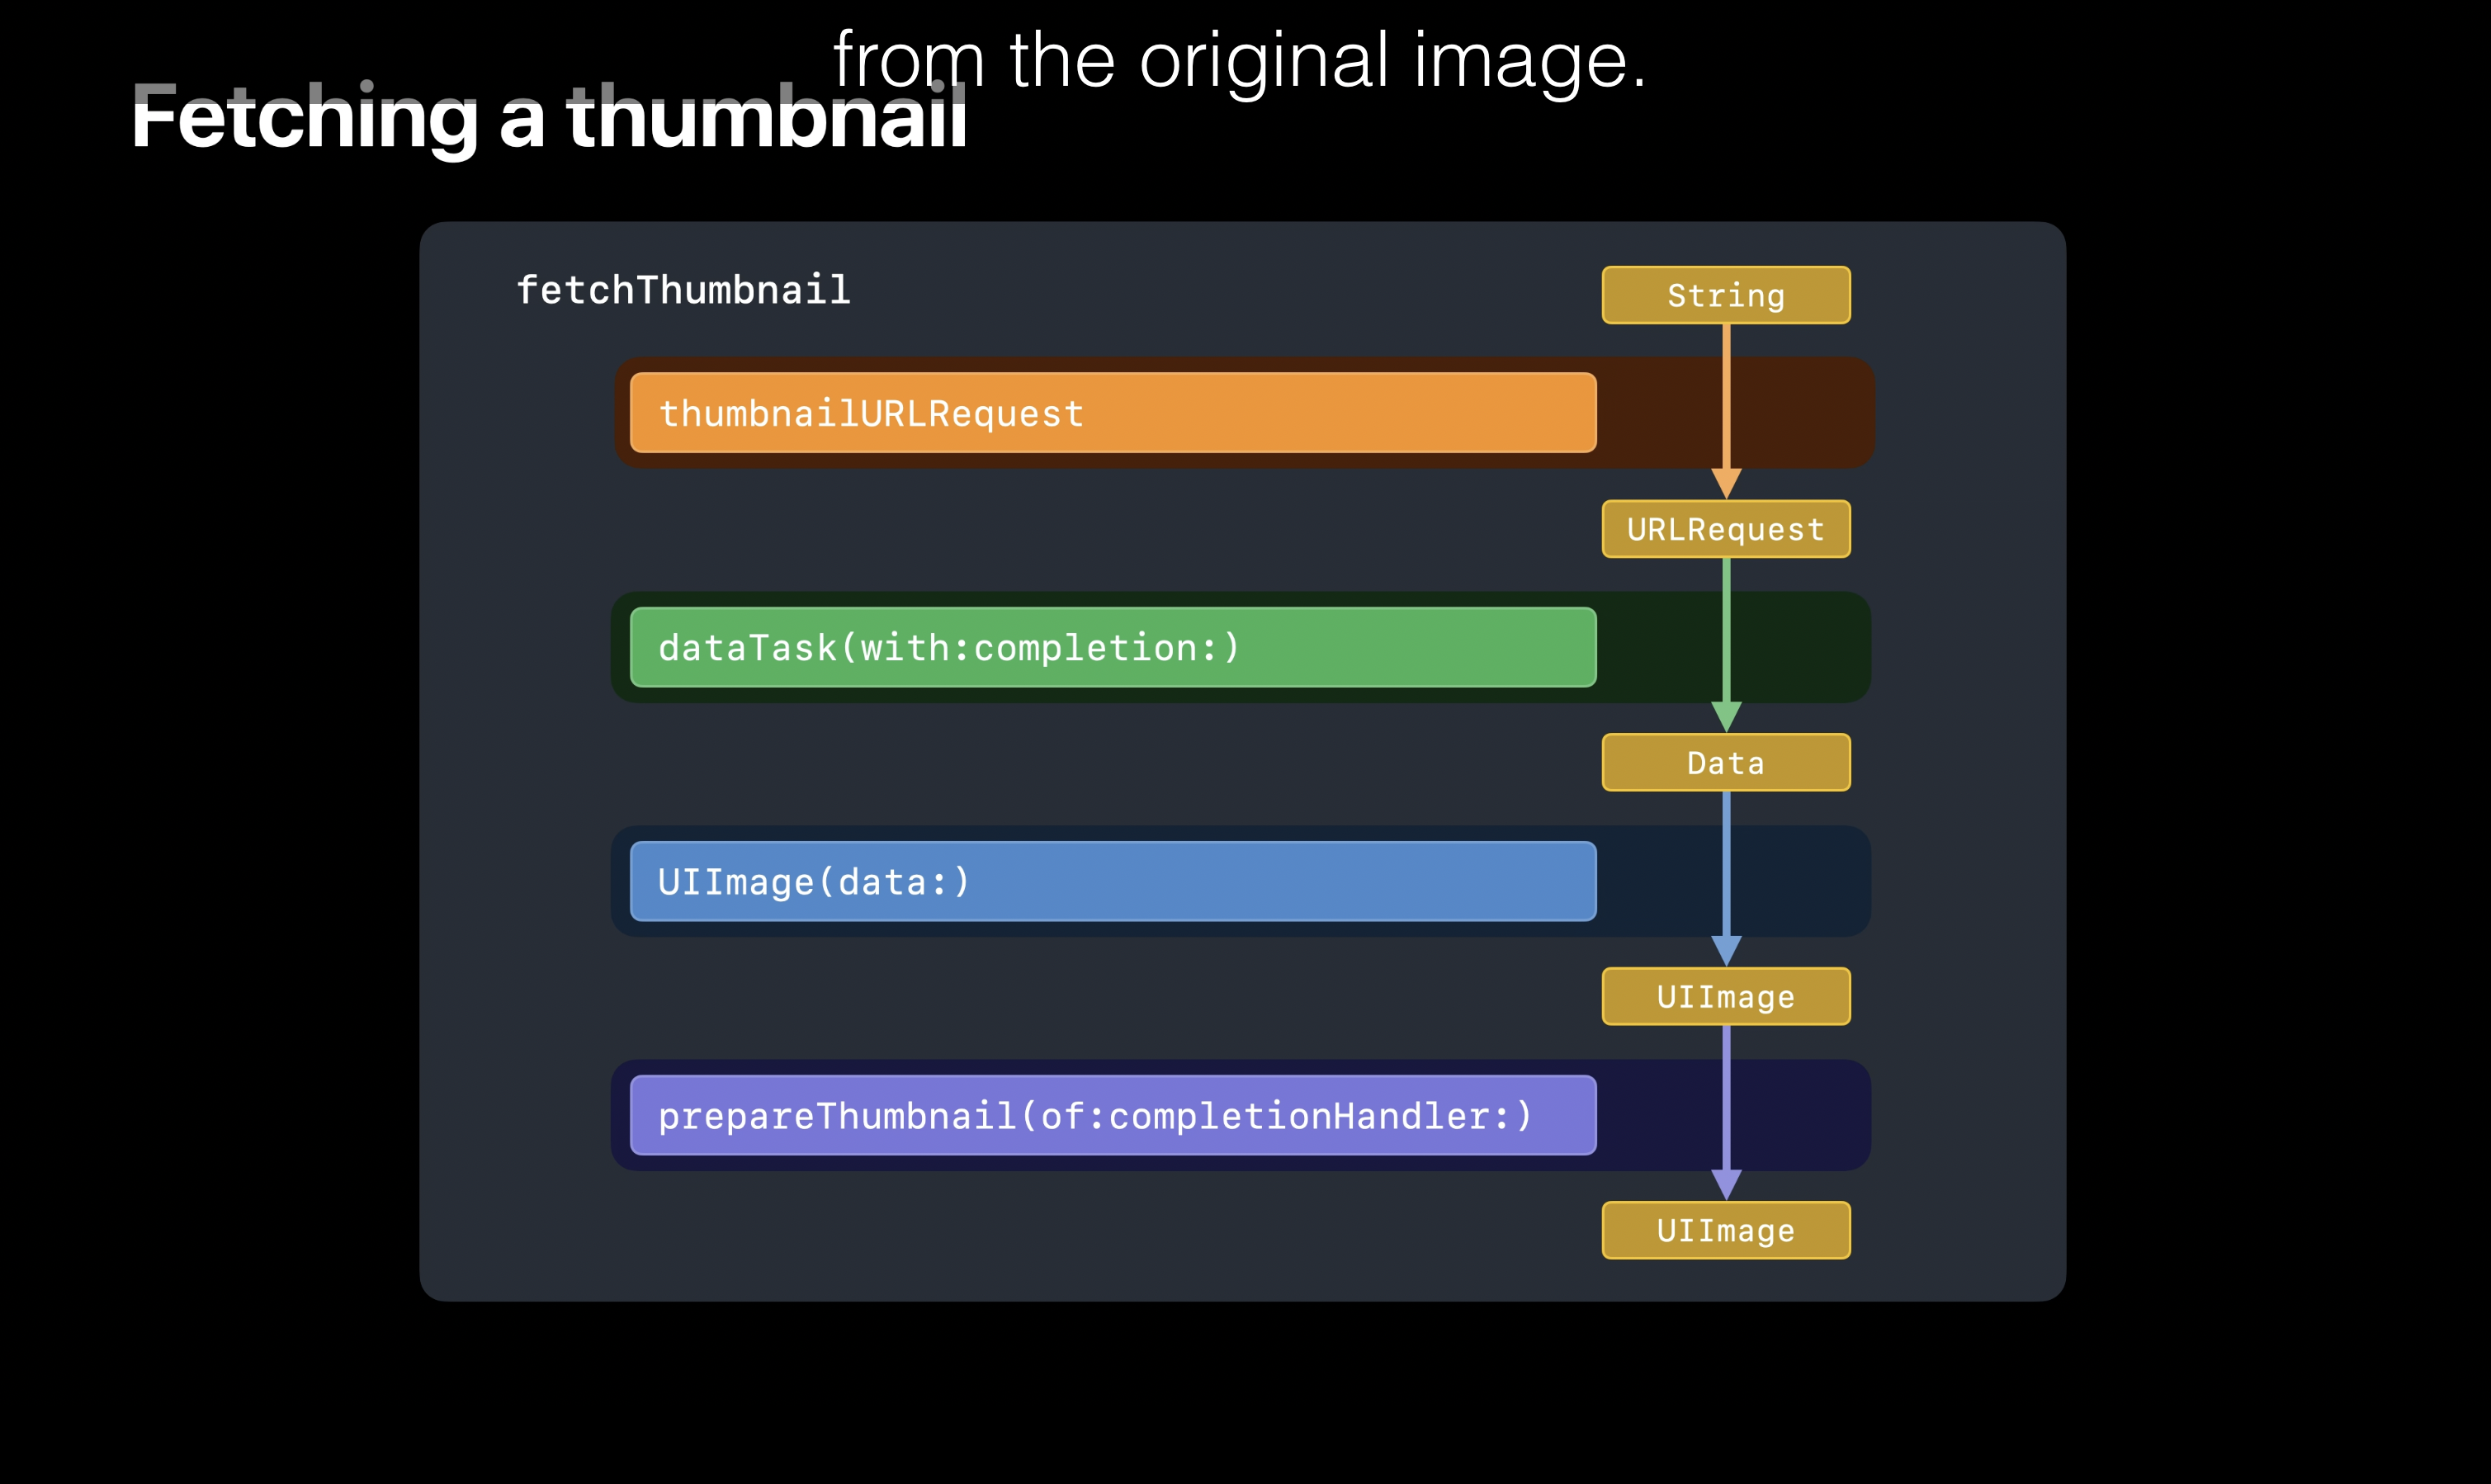 from the original image.
Fetching a thumbnail
fetchThumbnail
String
thumbnailURLRequest
URLRequest
dataTask(with:completion:)
Data
UIImage(data:)
UIImage
prepareThumbnail(of:completionHandler:)
UIImage